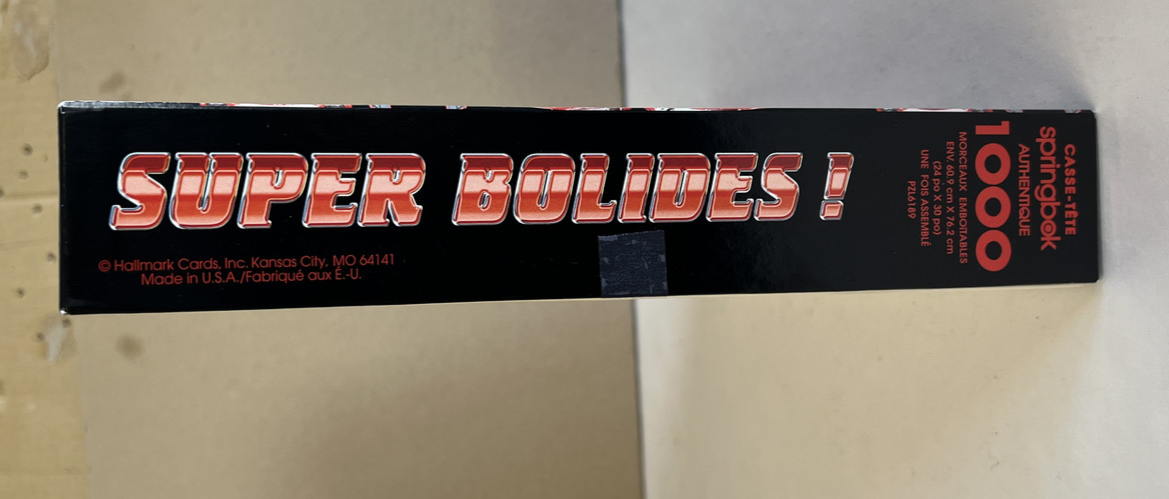 SUPER BOLIDES !
© Hallmark Cards, Inc. Kansas City, MO 64141
Made in U.S.A./Fabriqué aux É.-U.
CASSE-TÊTE
springbok
AUTHENTIQUE
1000
MORCEAUX EMBOITABLES
ENV. 60.9 cm X 76.2 cm
(24 po X 30 po)
UNE FOIS ASSEMBLÉ
PZL6189